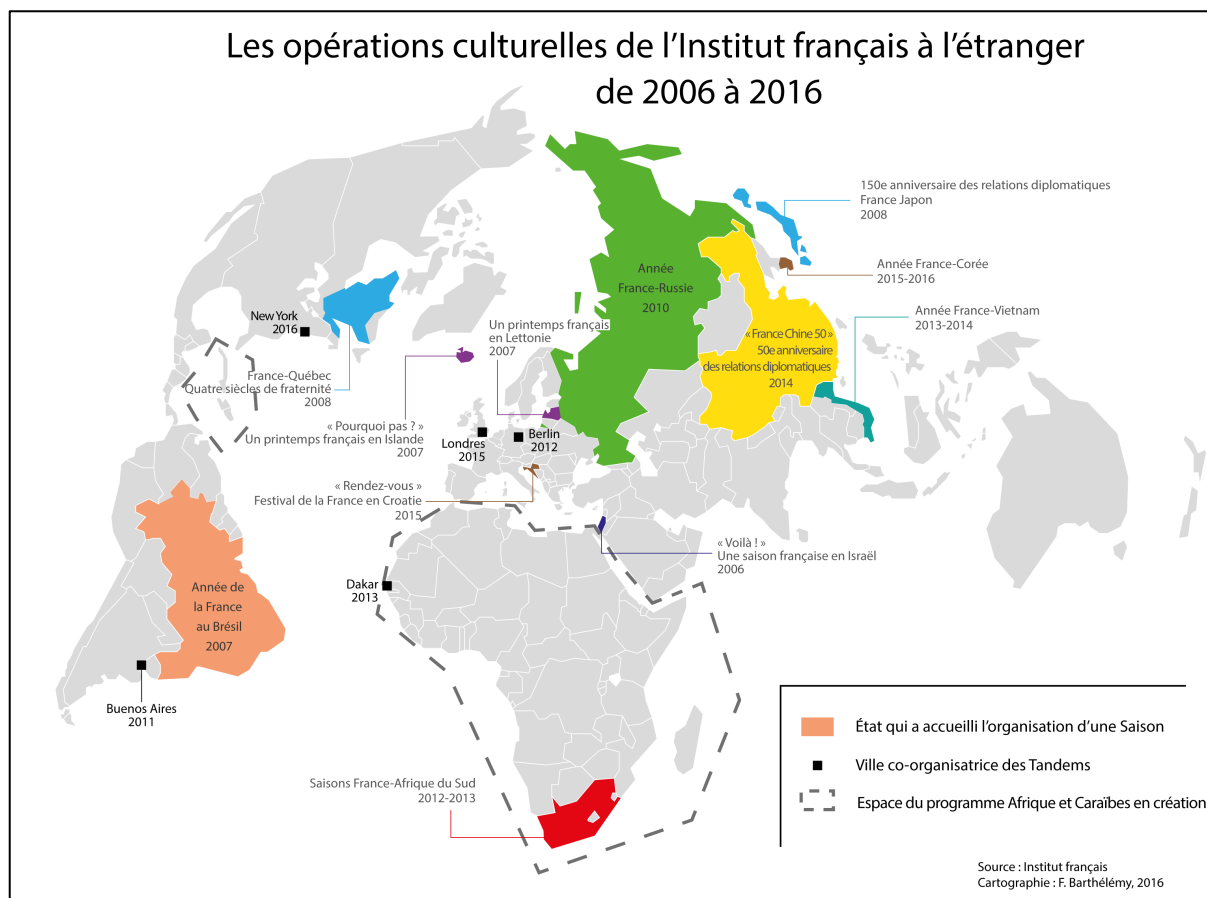 Les opérations culturelles de l'Institut français à l'étranger
de 2006 à 2016
150e anniversaire des relations diplomatiques
France Japon
2008
Année France-Corée
2015-2016
Année France-Vietnam
2013-2014
Année
France-Russie
2010
« France Chine 50 »
50e anniversaire
des relations diplomatiques
2014
New York
2016
Un printemps français
en Lettonie
2007
France-Québec
Quatre siècles de fraternité
2008
« Pourquoi pas ? »
Un printemps français en Islande
2007
Londres
2015
Berlin
2012
« Rendez-vous »
Festival de la France en Croatie
2015
« Voilà ! »
Une saison française en Israël
2006
Dakar
2013
Année de
la France
au Brésil
2007
Buenos Aires
2011
Saisons France-Afrique du Sud
2012-2013
État qui a accueilli l'organisation d'une Saison
Ville co-organisatrice des Tandems
Espace du programme Afrique et Caraïbes en création
Source : Institut français
Cartographie : F. Barthélémy, 2016